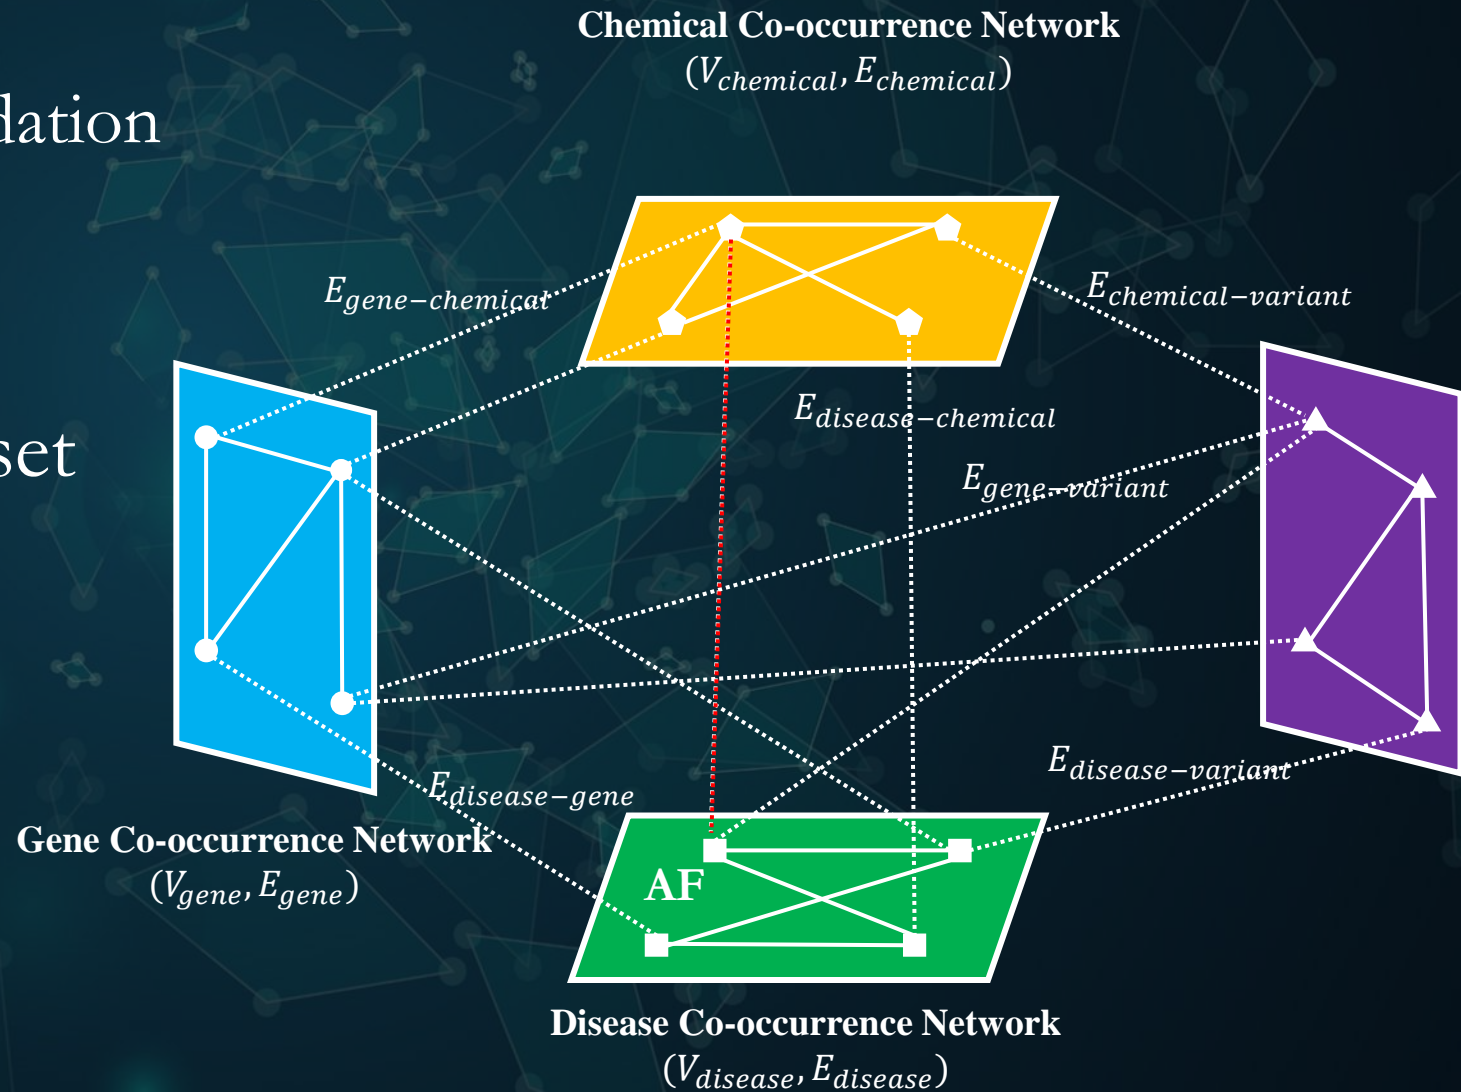 Chemical Co-occurrence Network
(V_chemical, E_chemical)
dation
E_gene−chemical
E_chemical−variant
E_disease−chemical
set
E_gene−variant
E_disease−variant
E_disease−gene
Gene Co-occurrence Network
(V_gene, E_gene)
AF
Disease Co-occurrence Network
(V_disease, E_disease)